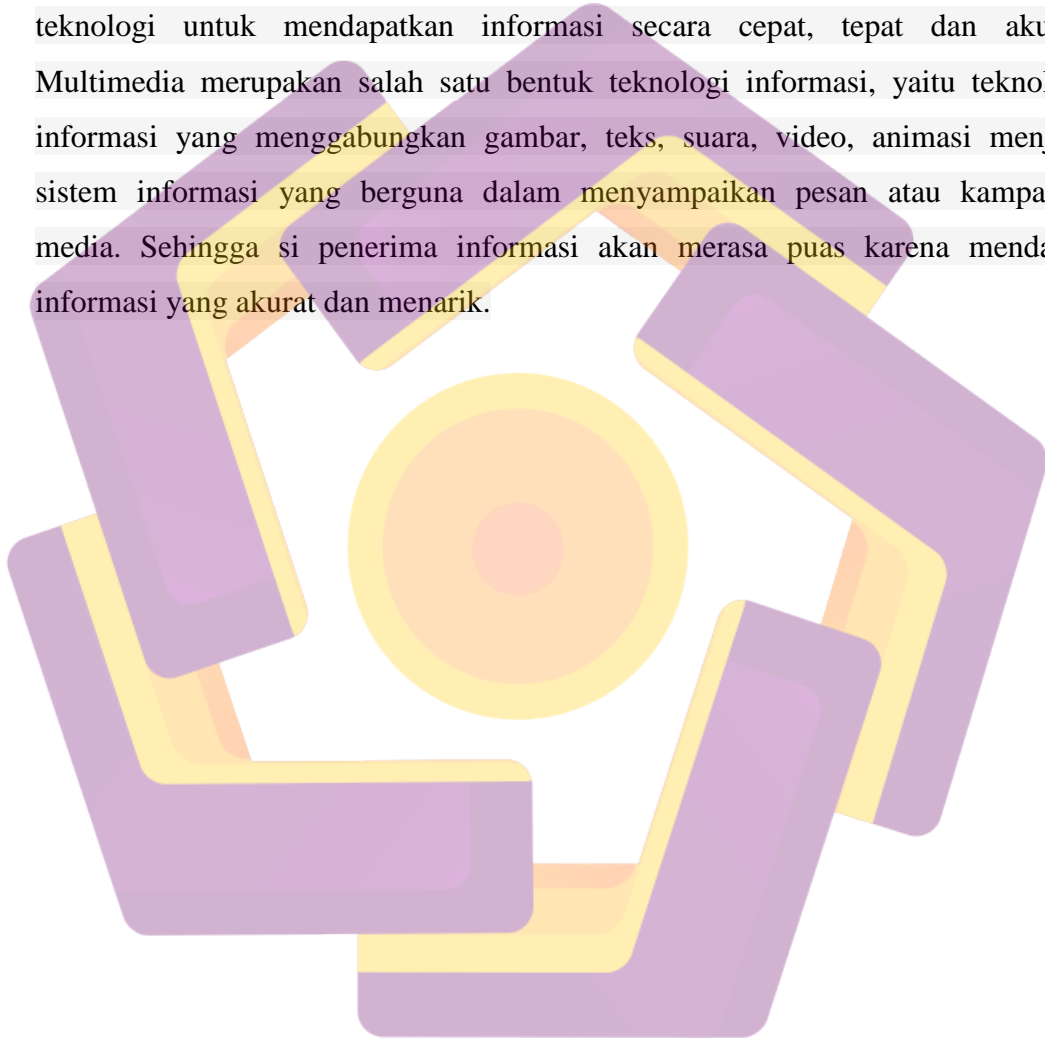 teknologi untuk mendapatkan informasi secara cepat, tepat dan
Multimedia merupakan salah satu bentuk teknologi informasi, yaitu
informasi yang menggabungkan gambar, teks, suara, video, animasi
sistem informasi yang berguna dalam menyampaikan pesan atau
media. Sehingga si penerima informasi akan merasa puas karena
informasi yang akurat dan menarik.